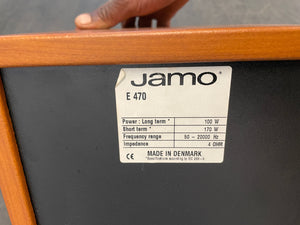 Jamo®
E 470
Power : Long term * 100 W
Short term * 170 W
Frequency range 50 - 20000 Hz
Impedance 4 OHM
MADE IN DENMARK
CE